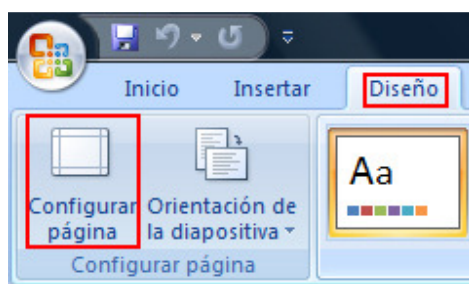 Inicio Insertar Diseño
Configurar página
Orientación de la diapositiva
Aa
Configurar página